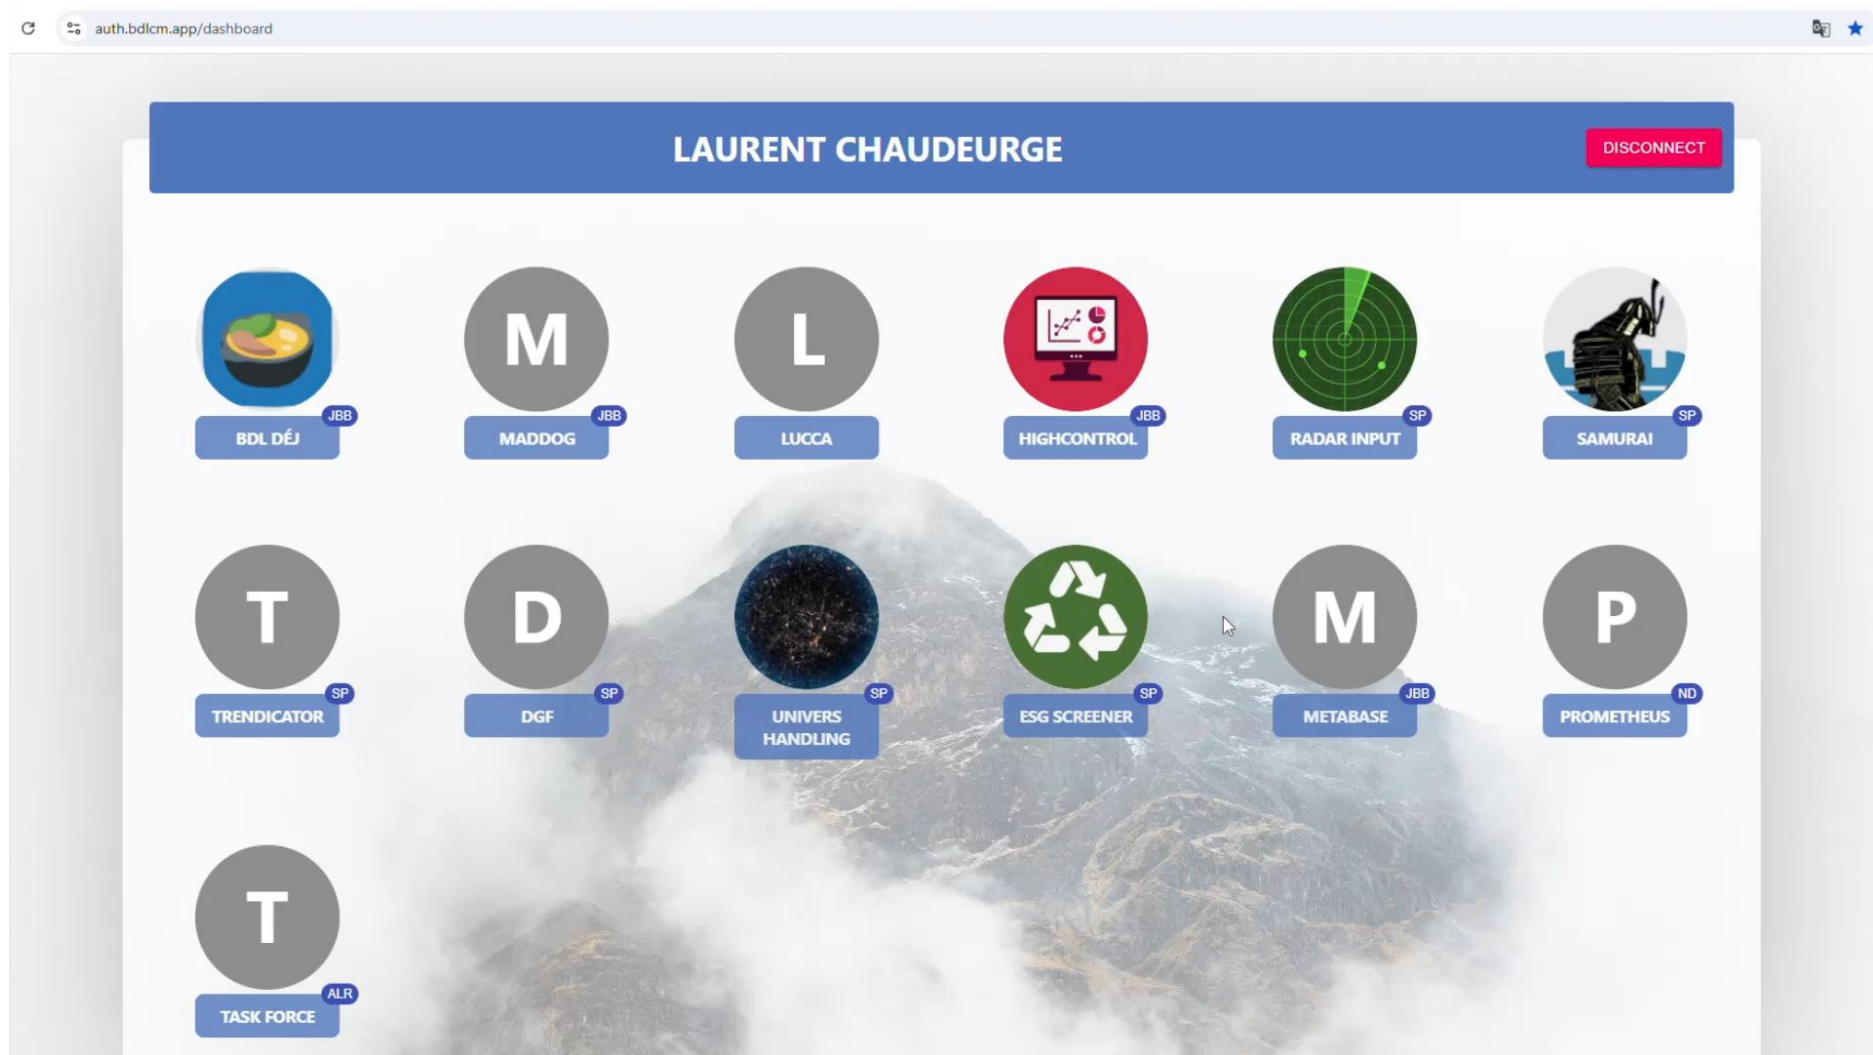 auth.bdlcm.app/dashboard
LAURENT CHAUDEURGE
DISCONNECT
JBB
BDL DÉJ
M
JBB
MADDOG
L
LUCCA
JBB
HIGHCONTROL
SP
RADAR INPUT
SP
SAMURAI
T
SP
TRENDICATOR
D
SP
DGF
SP
UNIVERS
HANDLING
SP
ESG SCREENER
M
JBB
METABASE
P
ND
PROMETHEUS
T
ALR
TASK FORCE